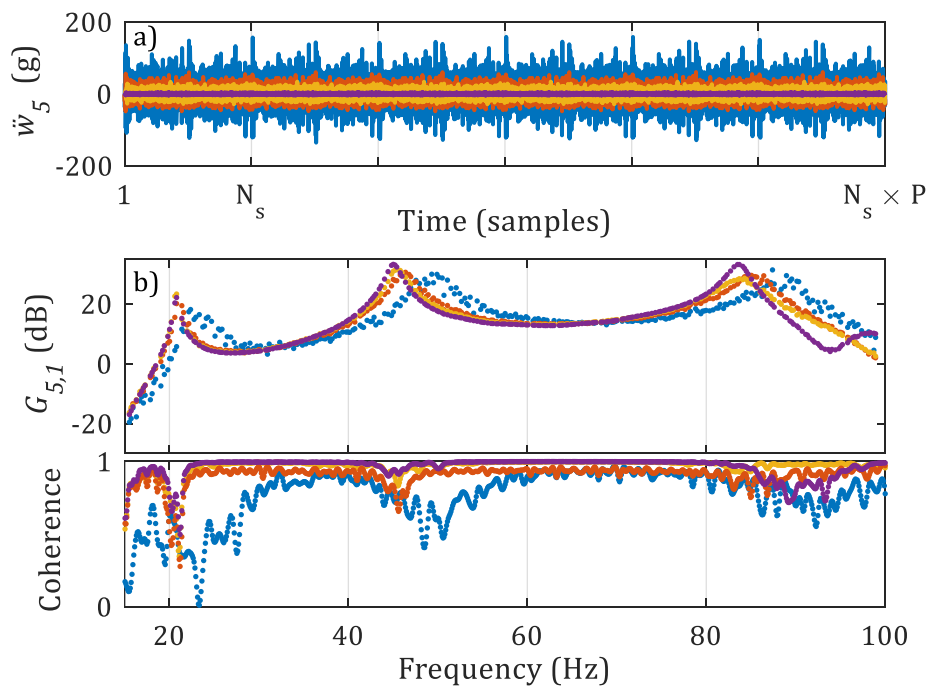 200
a)
ẅ5 (g)
0
-200
1 Ns Ns × P
Time (samples)
b)
20
G5,1 (dB)
0
-20
1
Coherence
0
20 40 60 80 100
Frequency (Hz)